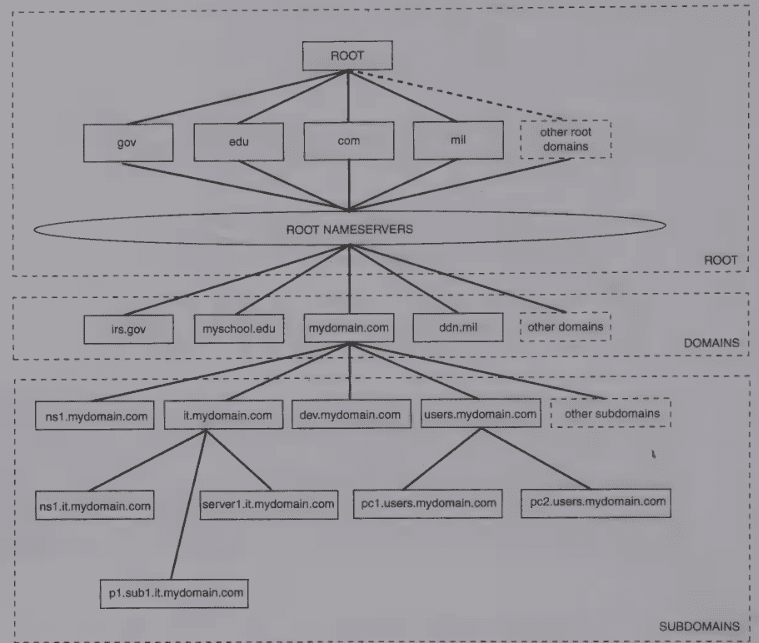 ROOT
gov
edu
com
mil
other root
domains
ROOT NAMESERVERS
ROOT
irs.gov
myschool.edu
mydomain.com
ddn.mil
other domains
DOMAINS
ns1.mydomain.com
it.mydomain.com
dev.mydomain.com
users.mydomain.com
other subdomains
ns1.it.mydomain.com
server1.it.mydomain.com
pc1.users.mydomain.com
pc2.users.mydomain.com
p1.sub1.it.mydomain.com
SUBDOMAINS